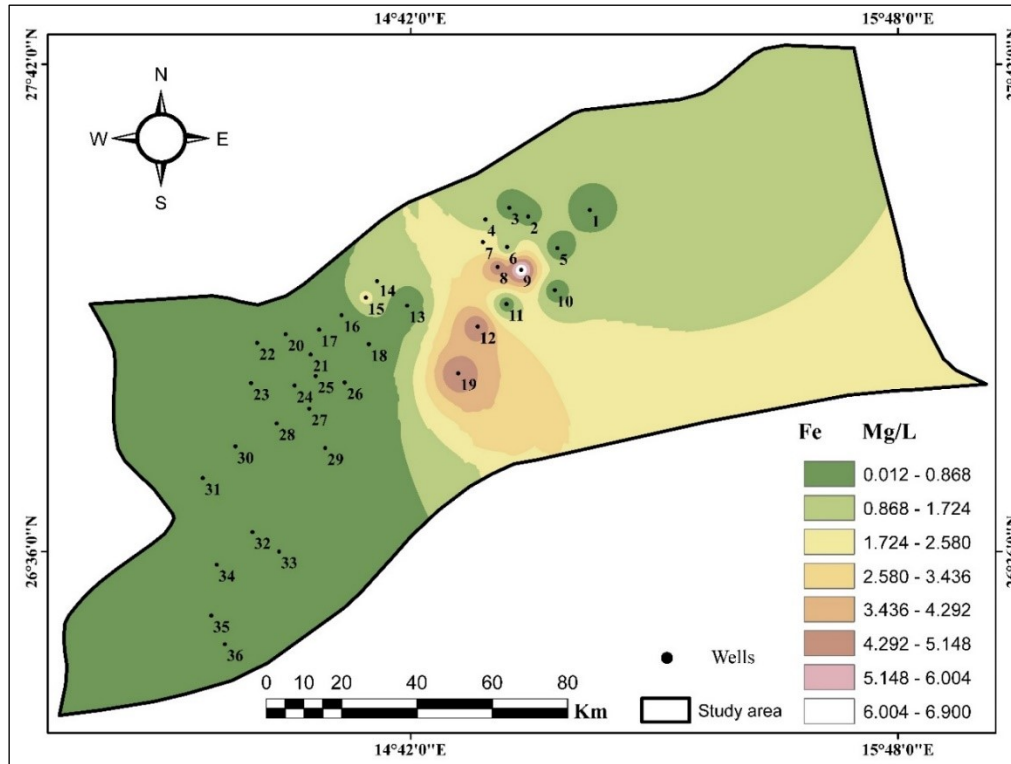 14°42'0"E 15°48'0"E
27°42'0"N 27°42'0"N
N
W E
S
3
2
1
4
7 6 5
8 9
14
15 10
13 11
16
17 12
20
22 18
21
19
25
23 24 26
27
28
29
30
31
32
33
34
35
36
26°36'0"N 26°36'0"N
Fe Mg/L
0.012 - 0.868
0.868 - 1.724
1.724 - 2.580
2.580 - 3.436
3.436 - 4.292
4.292 - 5.148
5.148 - 6.004
6.004 - 6.900
Wells
Study area
0 10 20 40 60 80
Km
14°42'0"E 15°48'0"E